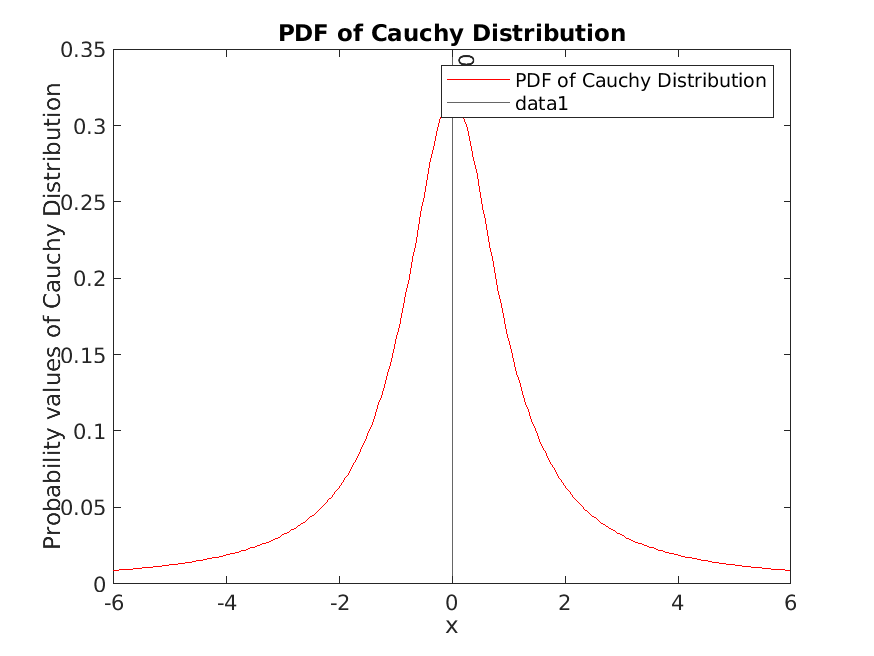 PDF of Cauchy Distribution
0.35
0.3
0.25
0.2
0.15
0.1
0.05
0
Probability values of Cauchy Distribution
0
PDF of Cauchy Distribution
data1
-6 -4 -2 0 2 4 6
x